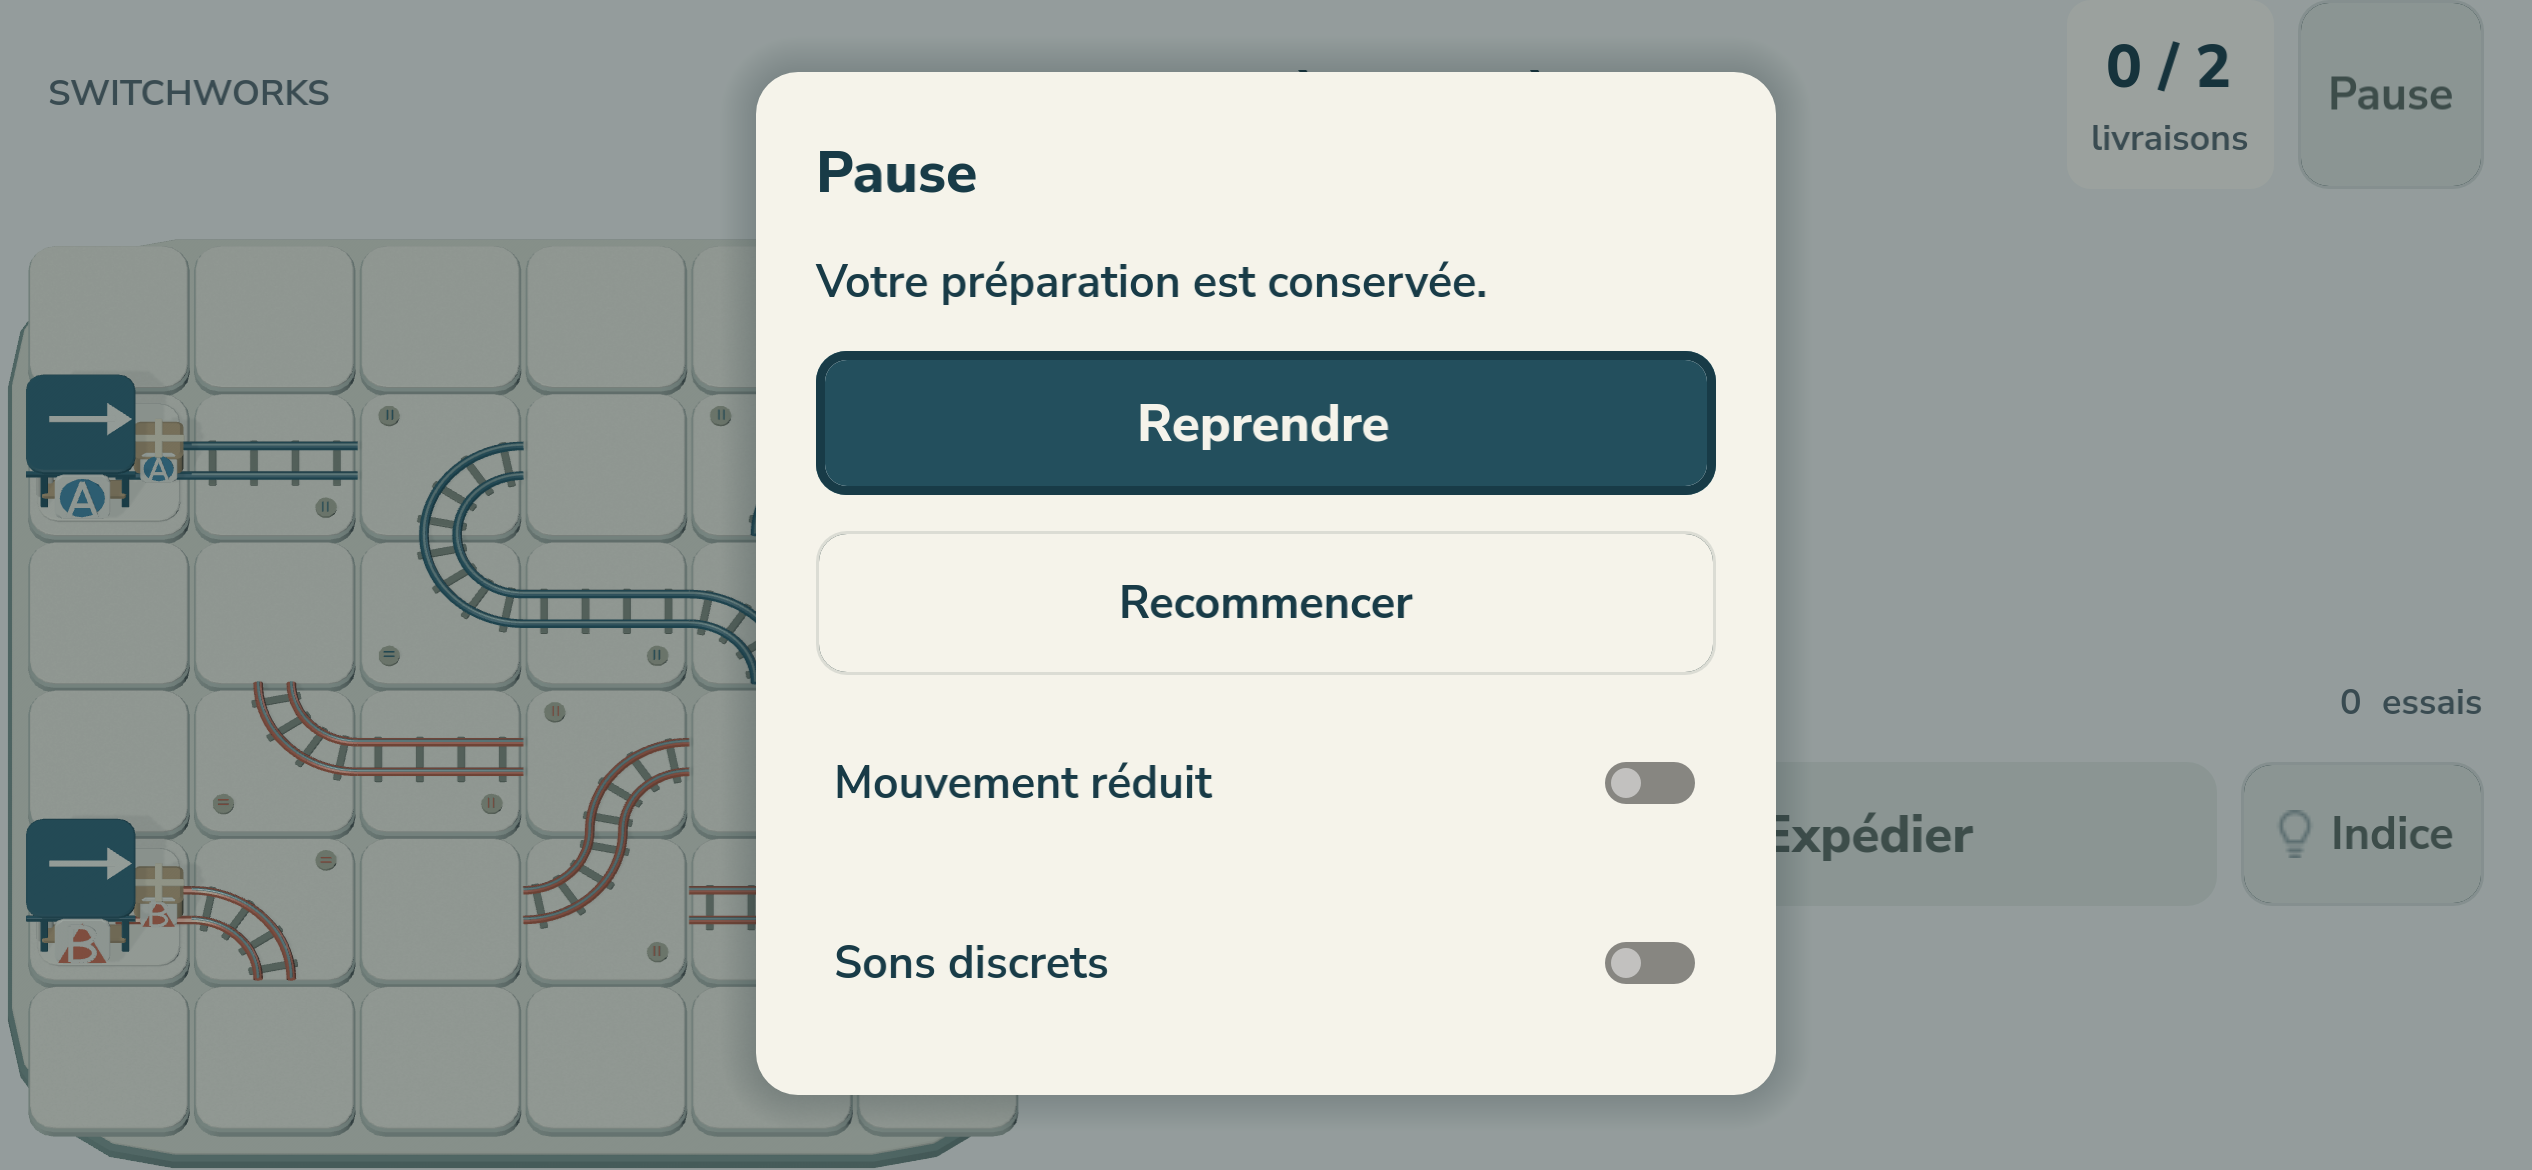 SWITCHWORKS
0 / 2
livraisons
Pause
Pause
Votre préparation est conservée.
Reprendre
Recommencer
Mouvement réduit
Sons discrets
0 essais
Expédier
Indice
A
A
B
B